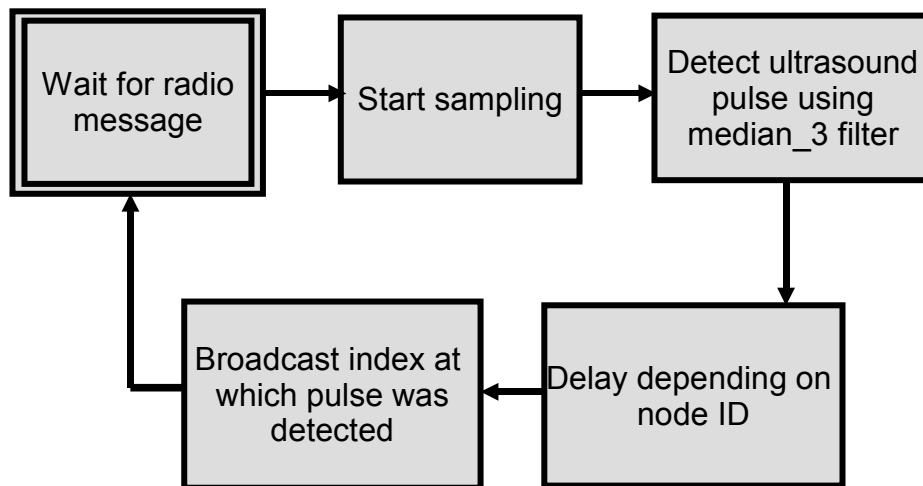 Wait for radio
message
Start sampling
Detect ultrasound
pulse using
median_3 filter
Delay depending on
node ID
Broadcast index at
which pulse was
detected